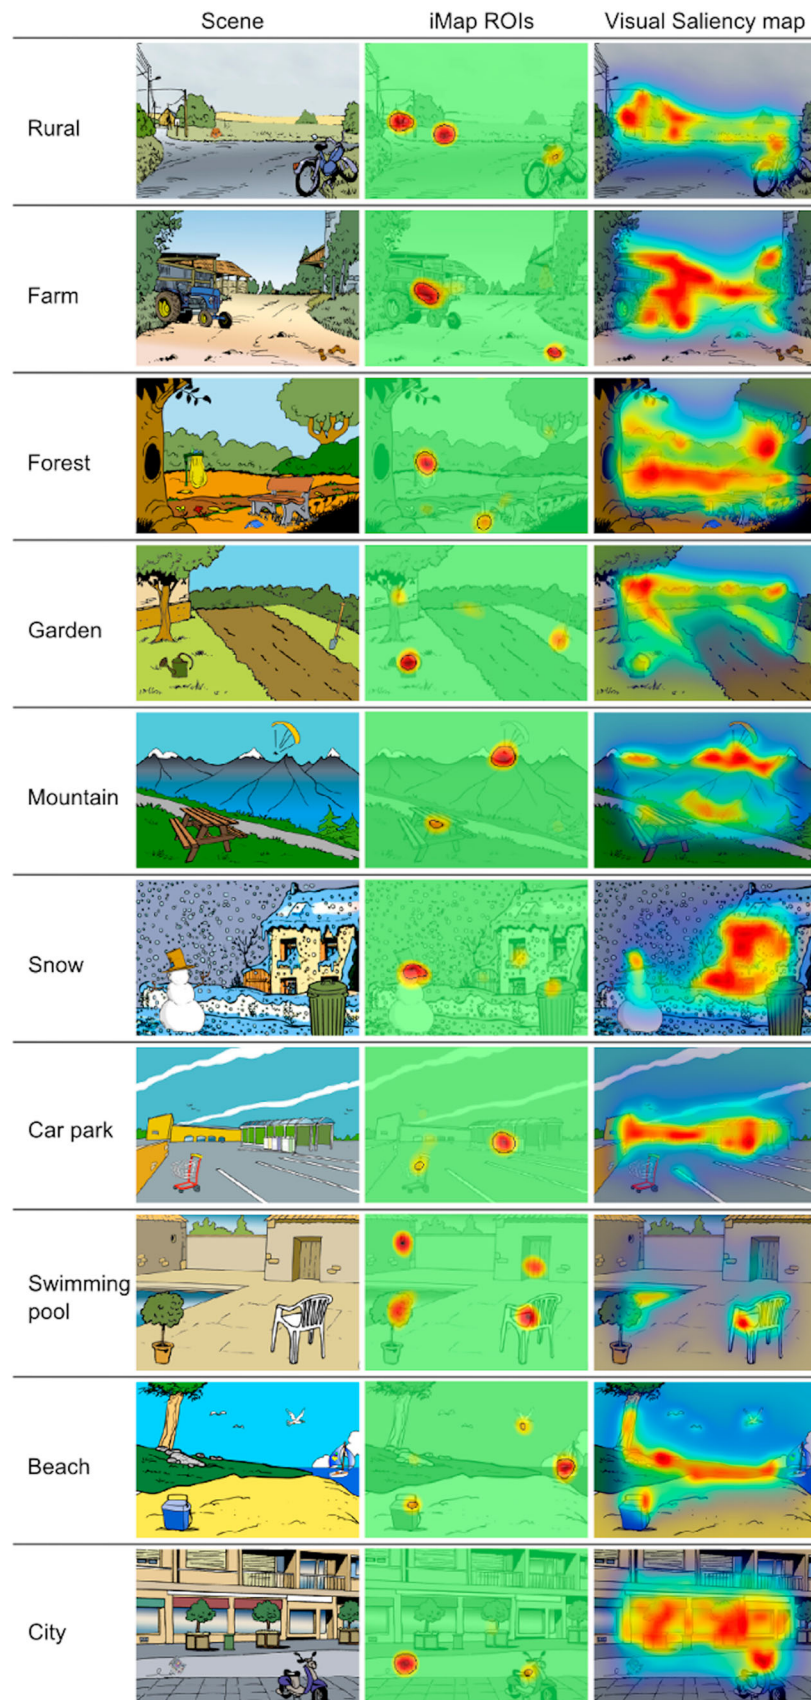 Scene iMap ROIs Visual Saliency map
Rural
Farm
Forest
Garden
Mountain
Snow
Car park
Swimming
pool
Beach
City